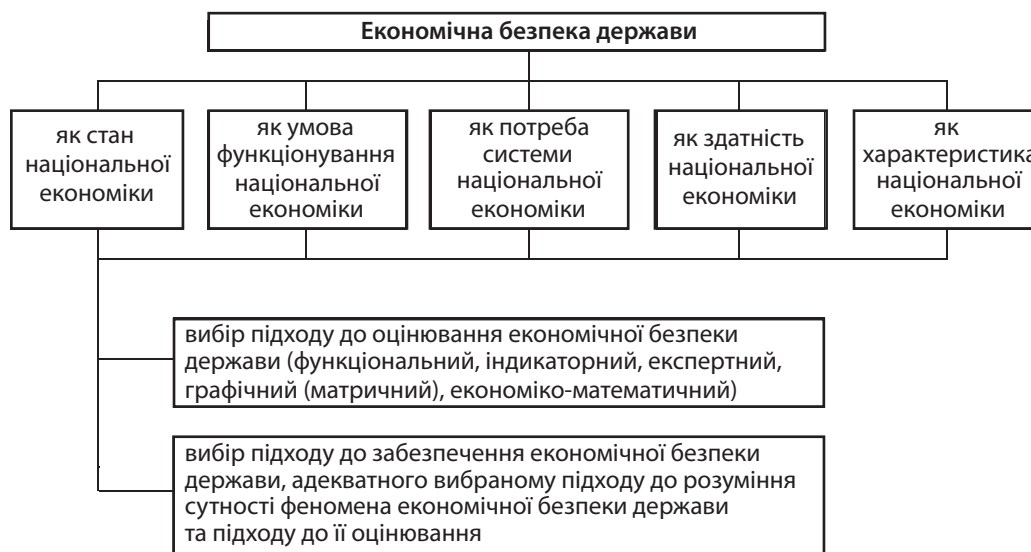 Економічна безпека держави
як стан
національної
економіки
як умова
функціонування
національної
економіки
як потреба
системи
національної
економіки
як здатність
національної
економіки
як
характеристика
національної
економіки
вибір підходу до оцінювання економічної безпеки
держави (функціональний, індикаторний, експертний,
графічний (матричний), економіко-математичний)
вибір підходу до забезпечення економічної безпеки
держави, адекватного вибраному підходу до розуміння
сутності феномена економічної безпеки держави
та підходу до її оцінювання